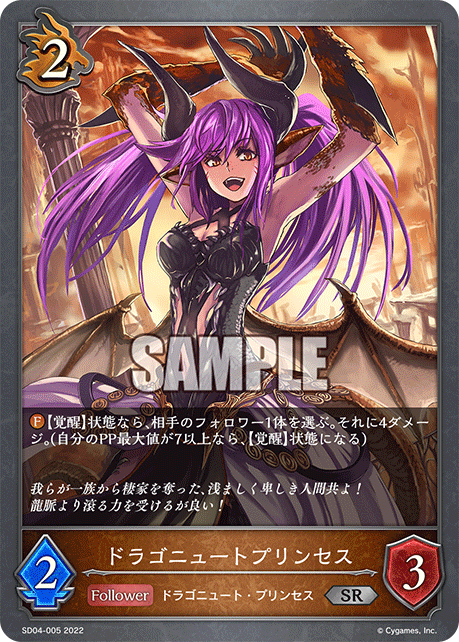 2
SAMPLE
F【覚醒】状態なら、相手のフォロワー1体を選ぶ。それに4ダメー
ジ。(自分のPP最大値が7以上なら、【覚醒】状態になる)
我らが一族から棲家を奪った、浅ましく卑しき人間共よ!
龍脈より滾る力を受けるが良い!
ドラゴニュートプリンセス
2
Follower ドラゴニュート・プリンセス SR
3
SD04-005 2022
© Cygames, Inc.